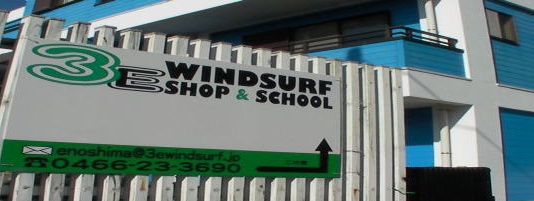 3E WINDSURF
SHOP & SCHOOL
enoshima@3ewindsurf.jp
0466-23-3690